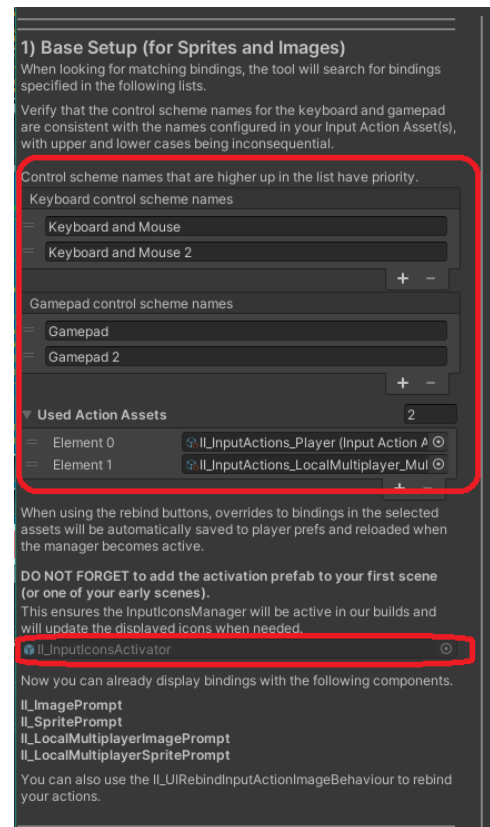 1) Base Setup (for Sprites and Images)
When looking for matching bindings, the tool will search for bindings
specified in the following lists.
Verify that the control scheme names for the keyboard and gamepad
are consistent with the names configured in your Input Action Asset(s),
with upper and lower cases being inconsequential.
Control scheme names that are higher up in the list have priority.
Keyboard control scheme names
Keyboard and Mouse
Keyboard and Mouse 2
+ −
Gamepad control scheme names
Gamepad
Gamepad 2
+ −
Used Action Assets 2
Element 0 II_InputActions_Player (Input Action A
Element 1 II_InputActions_LocalMultiplayer_Mul
+ −
When using the rebind buttons, overrides to bindings in the selected
assets will be automatically saved to player prefs and reloaded when
the manager becomes active.
DO NOT FORGET to add the activation prefab to your first scene
(or one of your early scenes).
This ensures the InputIconsManager will be active in our builds and
will update the displayed icons when needed.
II_InputIconsActivator
Now you can already display bindings with the following components.
II_ImagePrompt
II_SpritePrompt
II_LocalMultiplayerImagePrompt
II_LocalMultiplayerSpritePrompt
You can also use the II_UIRebindInputActionImageBehaviour to rebind
your actions.